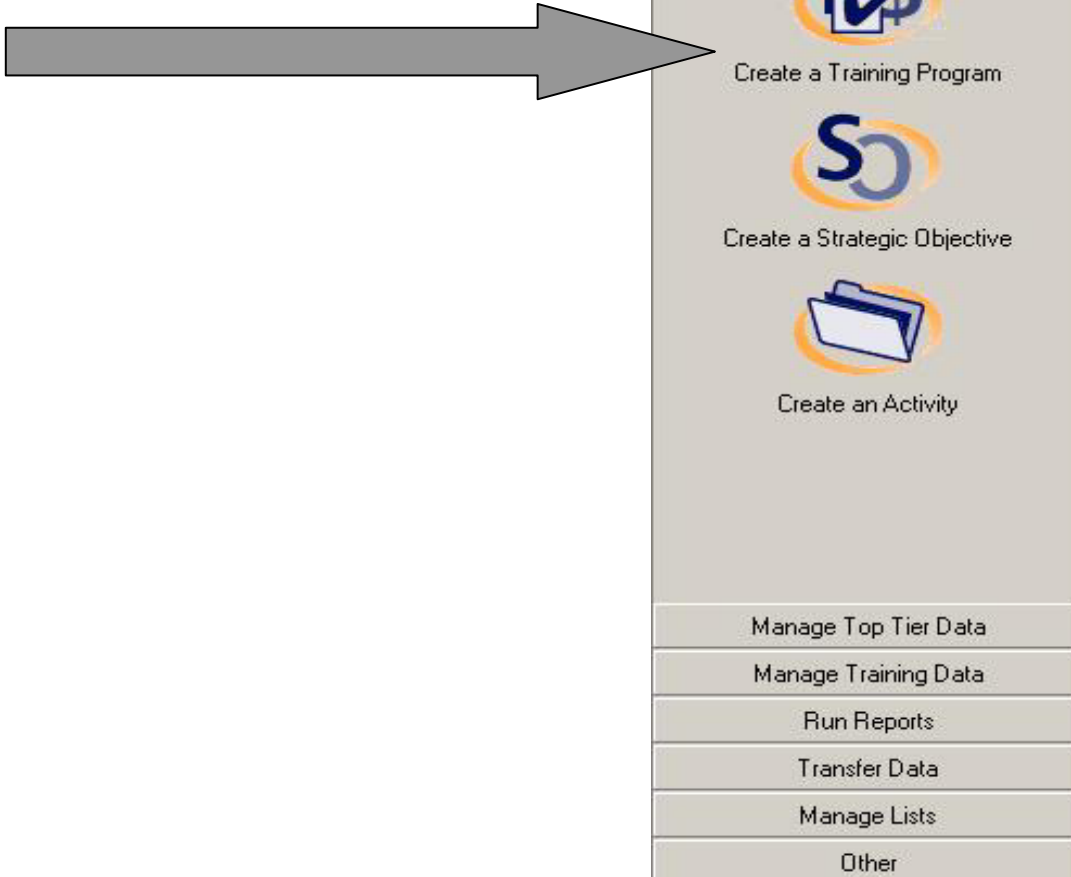 $
Create a Training Program
SO
Create a Strategic Objective
Create an Activity
Manage Top Tier Data
Manage Training Data
Run Reports
Transfer Data
Manage Lists
Other